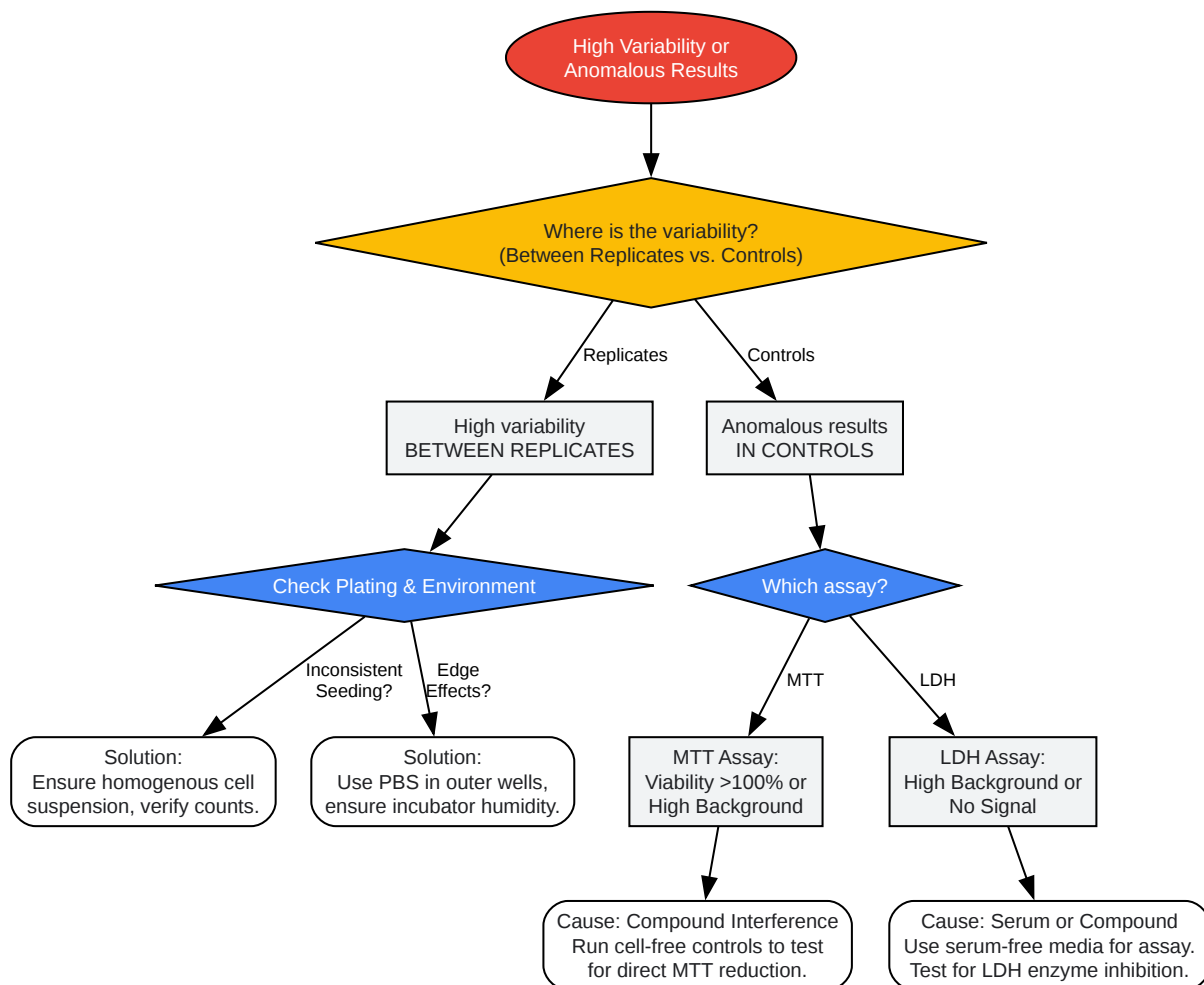 High Variability or
Anomalous Results
Where is the variability?
(Between Replicates vs. Controls)
Replicates
Controls
High variability
BETWEEN REPLICATES
Anomalous results
IN CONTROLS
Check Plating & Environment
Which assay?
Inconsistent
Seeding?
Edge
Effects?
MTT
LDH
Solution:
Ensure homogenous cell
suspension, verify counts.
Solution:
Use PBS in outer wells,
ensure incubator humidity.
MTT Assay:
Viability >100% or
High Background
LDH Assay:
High Background or
No Signal
Cause: Compound Interference
Run cell-free controls to test
for direct MTT reduction.
Cause: Serum or Compound
Use serum-free media for assay.
Test for LDH enzyme inhibition.